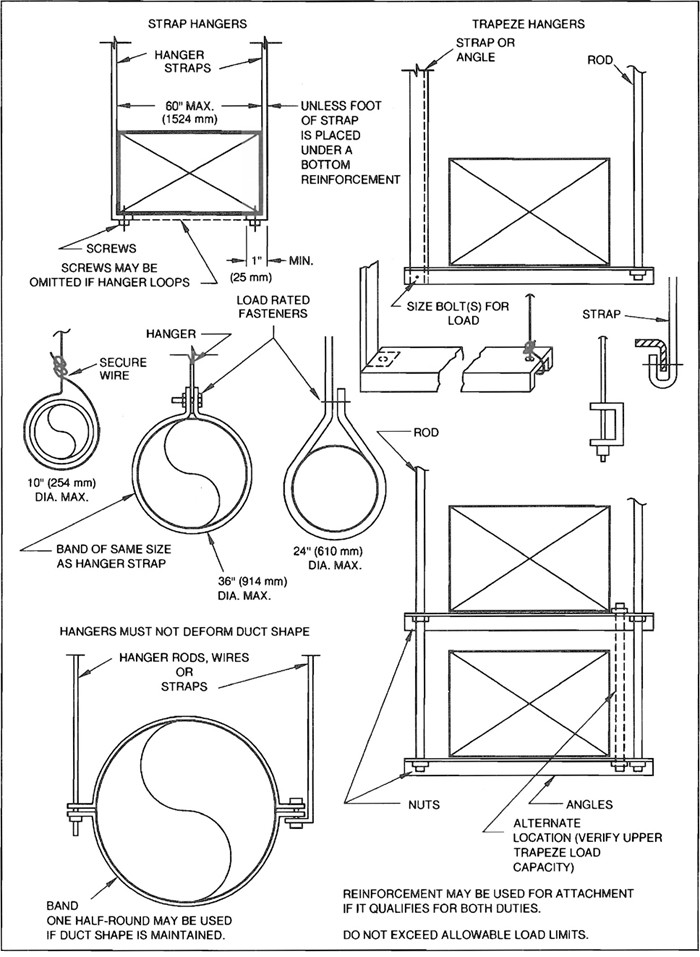 STRAP HANGERS
HANGER
STRAPS
60" MAX.
(1524 mm)
UNLESS FOOT
OF STRAP
IS PLACED
UNDER A
BOTTOM
REINFORCEMENT
SCREWS
SCREWS MAY BE
OMITTED IF HANGER LOOPS
1"
MIN.
(25 mm)
TRAPEZE HANGERS
STRAP OR
ANGLE
ROD
SIZE BOLT(S) FOR
LOAD
STRAP
LOAD RATED
FASTENERS
HANGER
SECURE
WIRE
10" (254 mm)
DIA. MAX.
BAND OF SAME SIZE
AS HANGER STRAP
36" (914 mm)
DIA. MAX.
24" (610 mm)
DIA. MAX.
ROD
HANGERS MUST NOT DEFORM DUCT SHAPE
HANGER RODS, WIRES
OR
STRAPS
BAND
ONE HALF-ROUND MAY BE USED
IF DUCT SHAPE IS MAINTAINED.
NUTS
ANGLES
ALTERNATE
LOCATION (VERIFY UPPER
TRAPEZE LOAD
CAPACITY)
REINFORCEMENT MAY BE USED FOR ATTACHMENT
IF IT QUALIFIES FOR BOTH DUTIES.
DO NOT EXCEED ALLOWABLE LOAD LIMITS.